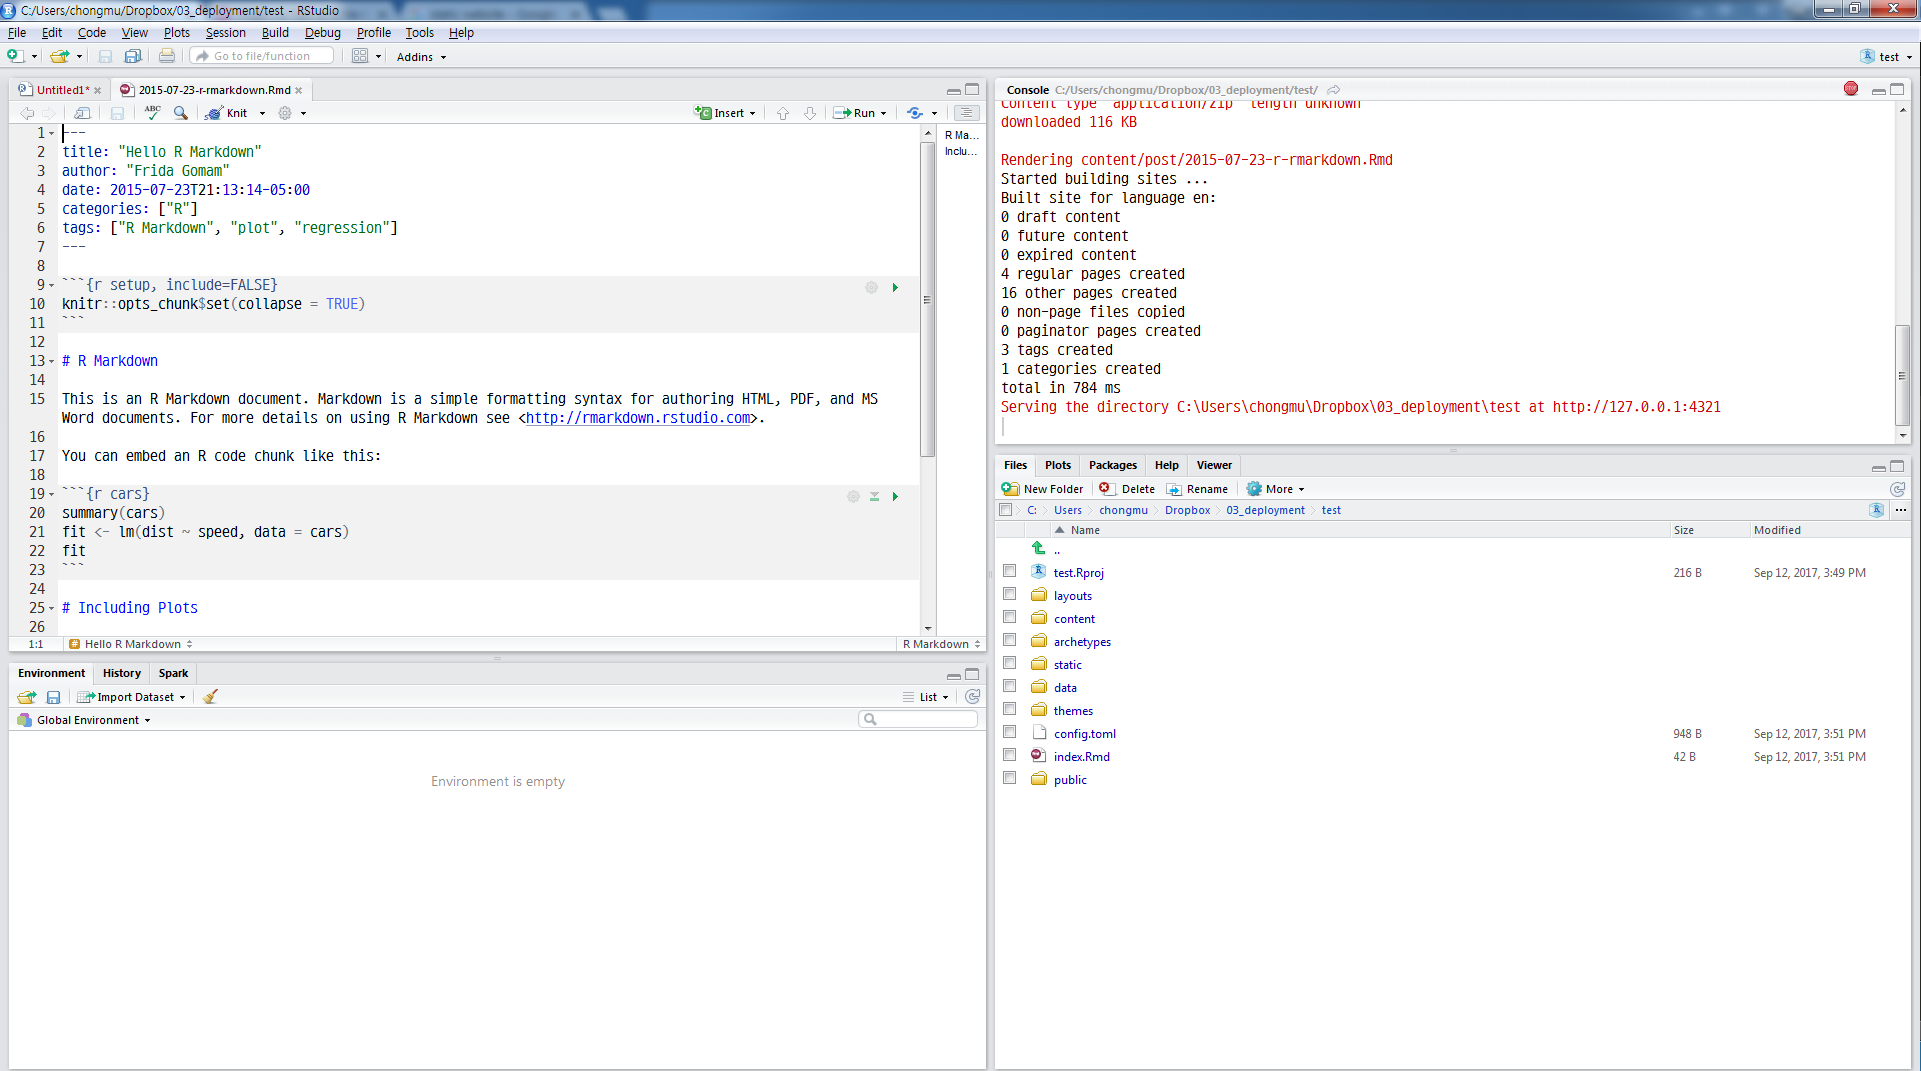 C:/Users/chongmu/Dropbox/03_deployment/test - RStudio
File Edit Code View Plots Session Build Debug Profile Tools Help
Go to file/function Addins test
Untitled1* 2015-07-23-r-rmarkdown.Rmd
ABC Knit Insert Run
1 ---
2 title: "Hello R Markdown"
3 author: "Frida Gomam"
4 date: 2015-07-23T21:13:14-05:00
5 categories: ["R"]
6 tags: ["R Markdown", "plot", "regression"]
7 ---
8
9 ```{r setup, include=FALSE}
10 knitr::opts_chunk$set(collapse = TRUE)
11 ```
12
13 # R Markdown
14
15 This is an R Markdown document. Markdown is a simple formatting syntax for authoring HTML, PDF, and MS
Word documents. For more details on using R Markdown see <http://rmarkdown.rstudio.com>.
16
17 You can embed an R code chunk like this:
18
19 ```{r cars}
20 summary(cars)
21 fit <- lm(dist ~ speed, data = cars)
22 fit
23 ```
24
25 # Including Plots
26
R Ma...
Inclu...
1:1 Hello R Markdown R Markdown
Environment History Spark
Import Dataset List
Global Environment
Environment is empty
Console C:/Users/chongmu/Dropbox/03_deployment/test/
Content type 'application/zip' length unknown
downloaded 116 KB
Rendering content/post/2015-07-23-r-rmarkdown.Rmd
Started building sites ...
Built site for language en:
0 draft content
0 future content
0 expired content
4 regular pages created
16 other pages created
0 non-page files copied
0 paginator pages created
3 tags created
1 categories created
total in 784 ms
Serving the directory C:\Users\chongmu\Dropbox\03_deployment\test at http://127.0.0.1:4321
Files Plots Packages Help Viewer
New Folder Delete Rename More
C: Users chongmu Dropbox 03_deployment test ...
Name Size Modified
..
test.Rproj 216 B Sep 12, 2017, 3:49 PM
layouts
content
archetypes
static
data
themes
config.toml 948 B Sep 12, 2017, 3:51 PM
index.Rmd 42 B Sep 12, 2017, 3:51 PM
public